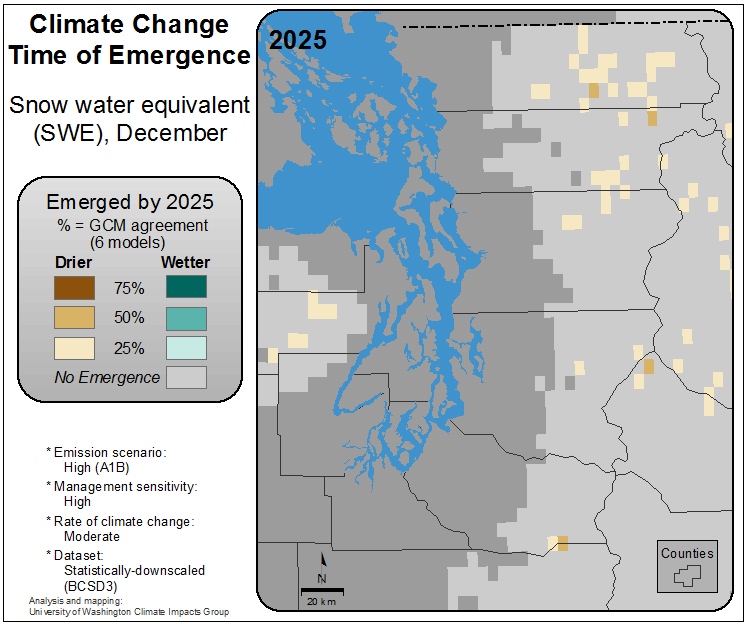 Climate Change
Time of Emergence
Snow water equivalent
(SWE), December
Emerged by 2025
% = GCM agreement
(6 models)
Drier Wetter
75%
50%
25%
No Emergence
* Emission scenario:
High (A1B)
* Management sensitivity:
High
* Rate of climate change:
Moderate
* Dataset:
Statistically-downscaled
(BCSD3)
Analysis and mapping:
University of Washington Climate Impacts Group
2025
N
20 km
Counties